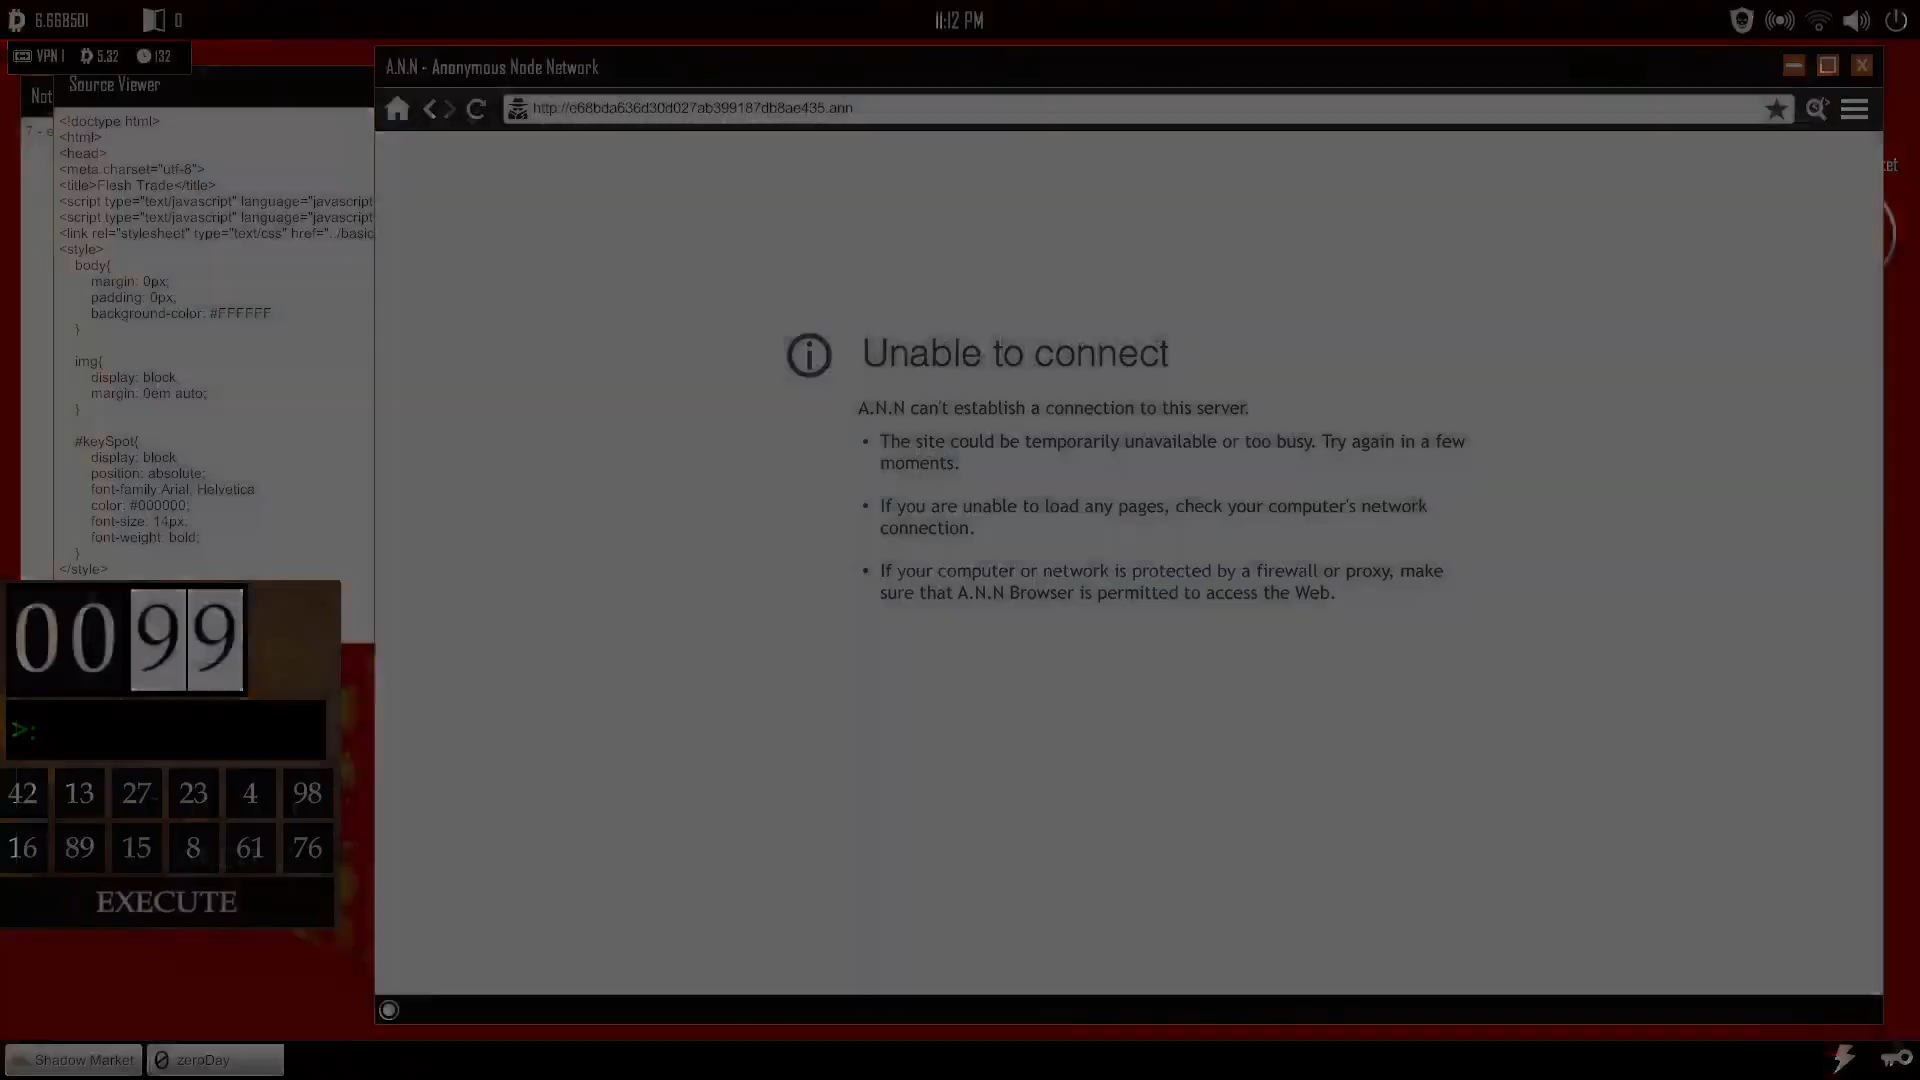 6.668501
0
11:12 PM
VPN 1
5.32
132
Not
7 - e
Source Viewer
<!doctype html>
<html>
<head>
<meta charset="utf-8">
<title>Flesh Trade</title>
<script type="text/javascript" language="javascript
<script type="text/javascript" language="javascript
<link rel="stylesheet" type="text/css" href="../basic
<style>
body{
margin: 0px;
padding: 0px;
background-color: #FFFFFF
}
img{
display: block
margin: 0em auto;
}
#keySpot{
display: block
position: absolute;
font-family Arial, Helvetica
color: #000000;
font-size: 14px;
font-weight: bold;
}
</style>
A.N.N - Anonymous Node Network
http://e68bda636d30d027ab399187db8ae435.ann
Unable to connect
A.N.N can't establish a connection to this server.
• The site could be temporarily unavailable or too busy. Try again in a few
moments.
• If you are unable to load any pages, check your computer's network
connection.
• If your computer or network is protected by a firewall or proxy, make
sure that A.N.N Browser is permitted to access the Web.
ket
0099
>:
42 13 27 23 4 98
16 89 15 8 61 76
EXECUTE
Shadow Market
zeroDay